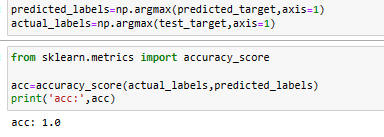 predicted_labels=np.argmax(predicted_target,axis=1)
actual_labels=np.argmax(test_target,axis=1)
from sklearn.metrics import accuracy_score
acc=accuracy_score(actual_labels,predicted_labels)
print('acc:',acc)
acc: 1.0